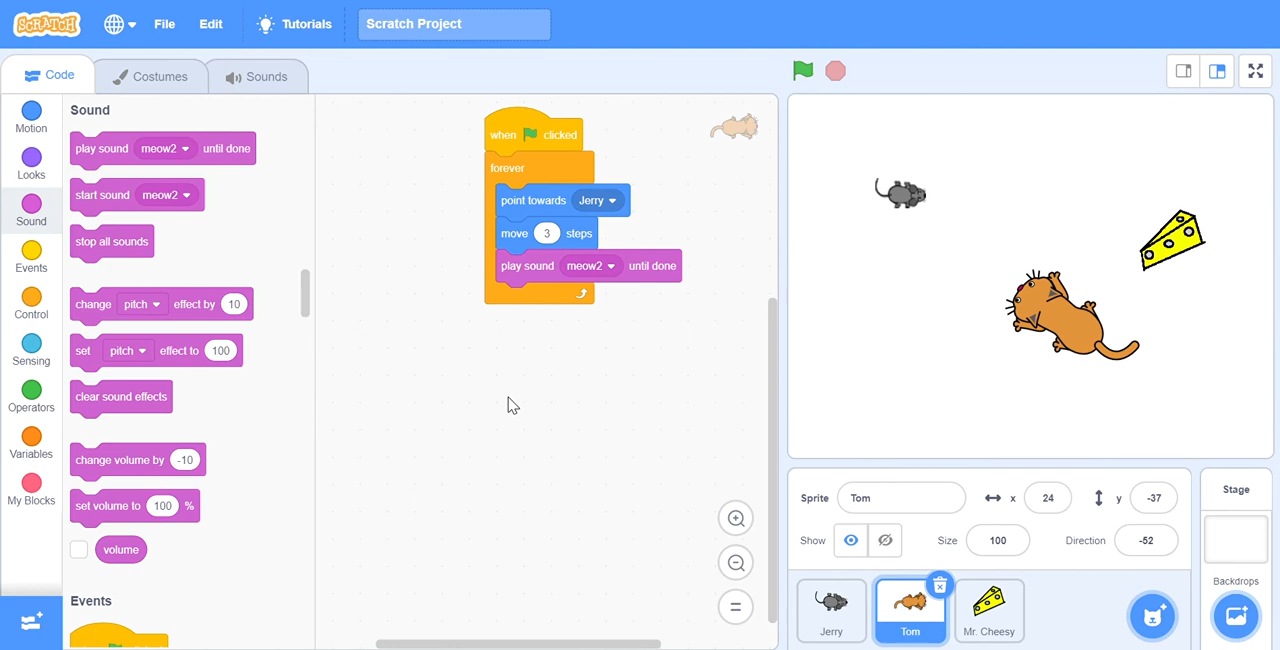 SCRATCH File Edit Tutorials Scratch Project
Code Costumes Sounds
Motion
Looks
Sound
Events
Control
Sensing
Operators
Variables
My Blocks
Sound
play sound meow2 until done
start sound meow2
stop all sounds
change pitch effect by 10
set pitch effect to 100
clear sound effects
change volume by -10
set volume to 100 %
volume
Events
when clicked
forever
point towards Jerry
move 3 steps
play sound meow2 until done
Sprite Tom x 24 y -37
Show Size 100 Direction -52
Jerry Tom Mr. Cheesy
Stage
Backdrops